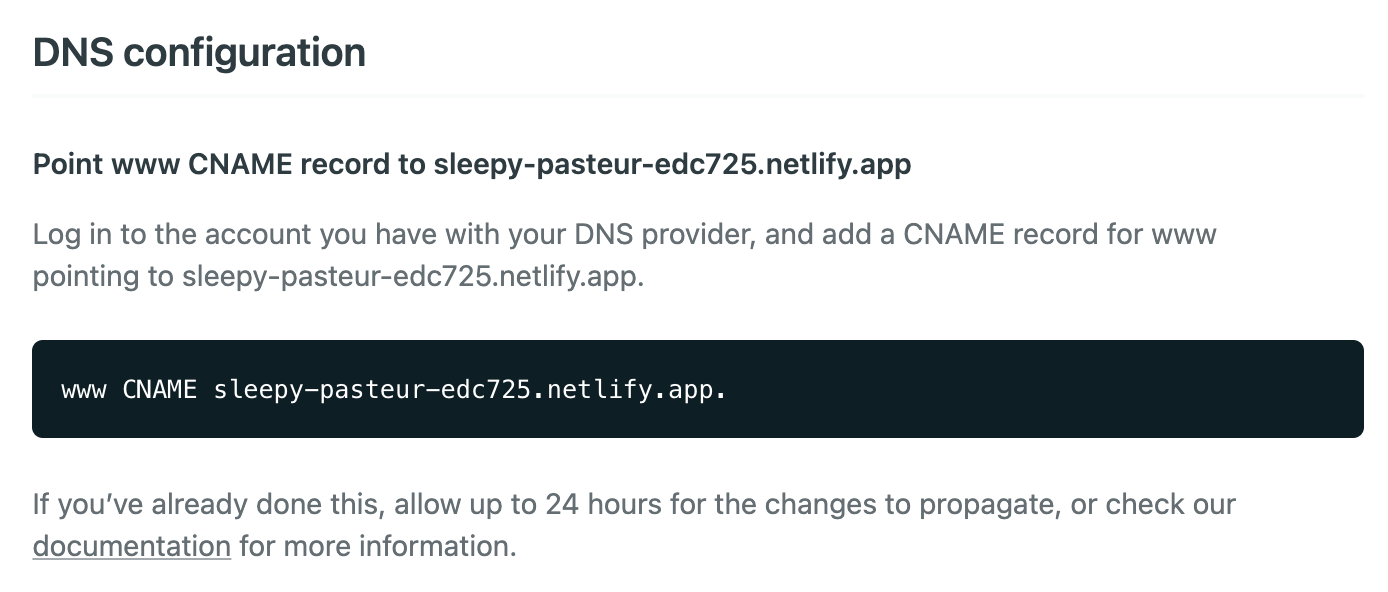 DNS configuration
Point www CNAME record to sleepy-pasteur-edc725.netlify.app
Log in to the account you have with your DNS provider, and add a CNAME record for www
pointing to sleepy-pasteur-edc725.netlify.app.
www CNAME sleepy-pasteur-edc725.netlify.app.
If you’ve already done this, allow up to 24 hours for the changes to propagate, or check our
documentation for more information.